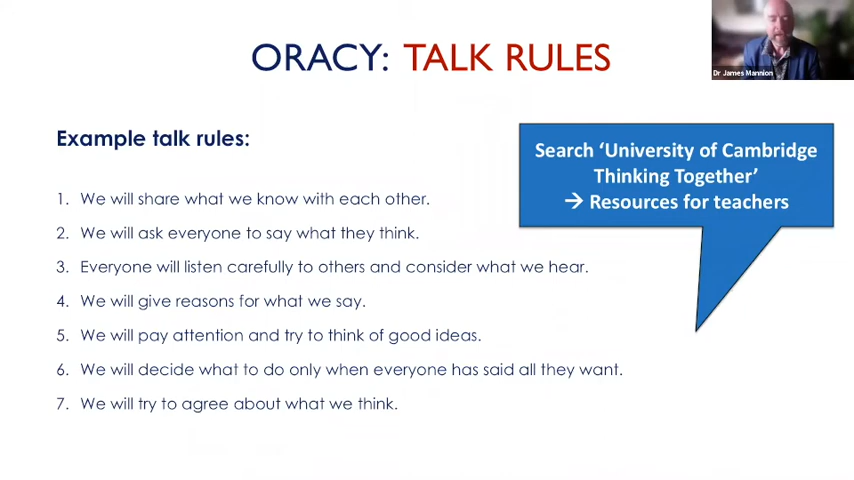 ORACY: TALK RULES
Dr James Mannion
Example talk rules:
Search ‘University of Cambridge
Thinking Together’
→ Resources for teachers
1. We will share what we know with each other.
2. We will ask everyone to say what they think.
3. Everyone will listen carefully to others and consider what we hear.
4. We will give reasons for what we say.
5. We will pay attention and try to think of good ideas.
6. We will decide what to do only when everyone has said all they want.
7. We will try to agree about what we think.